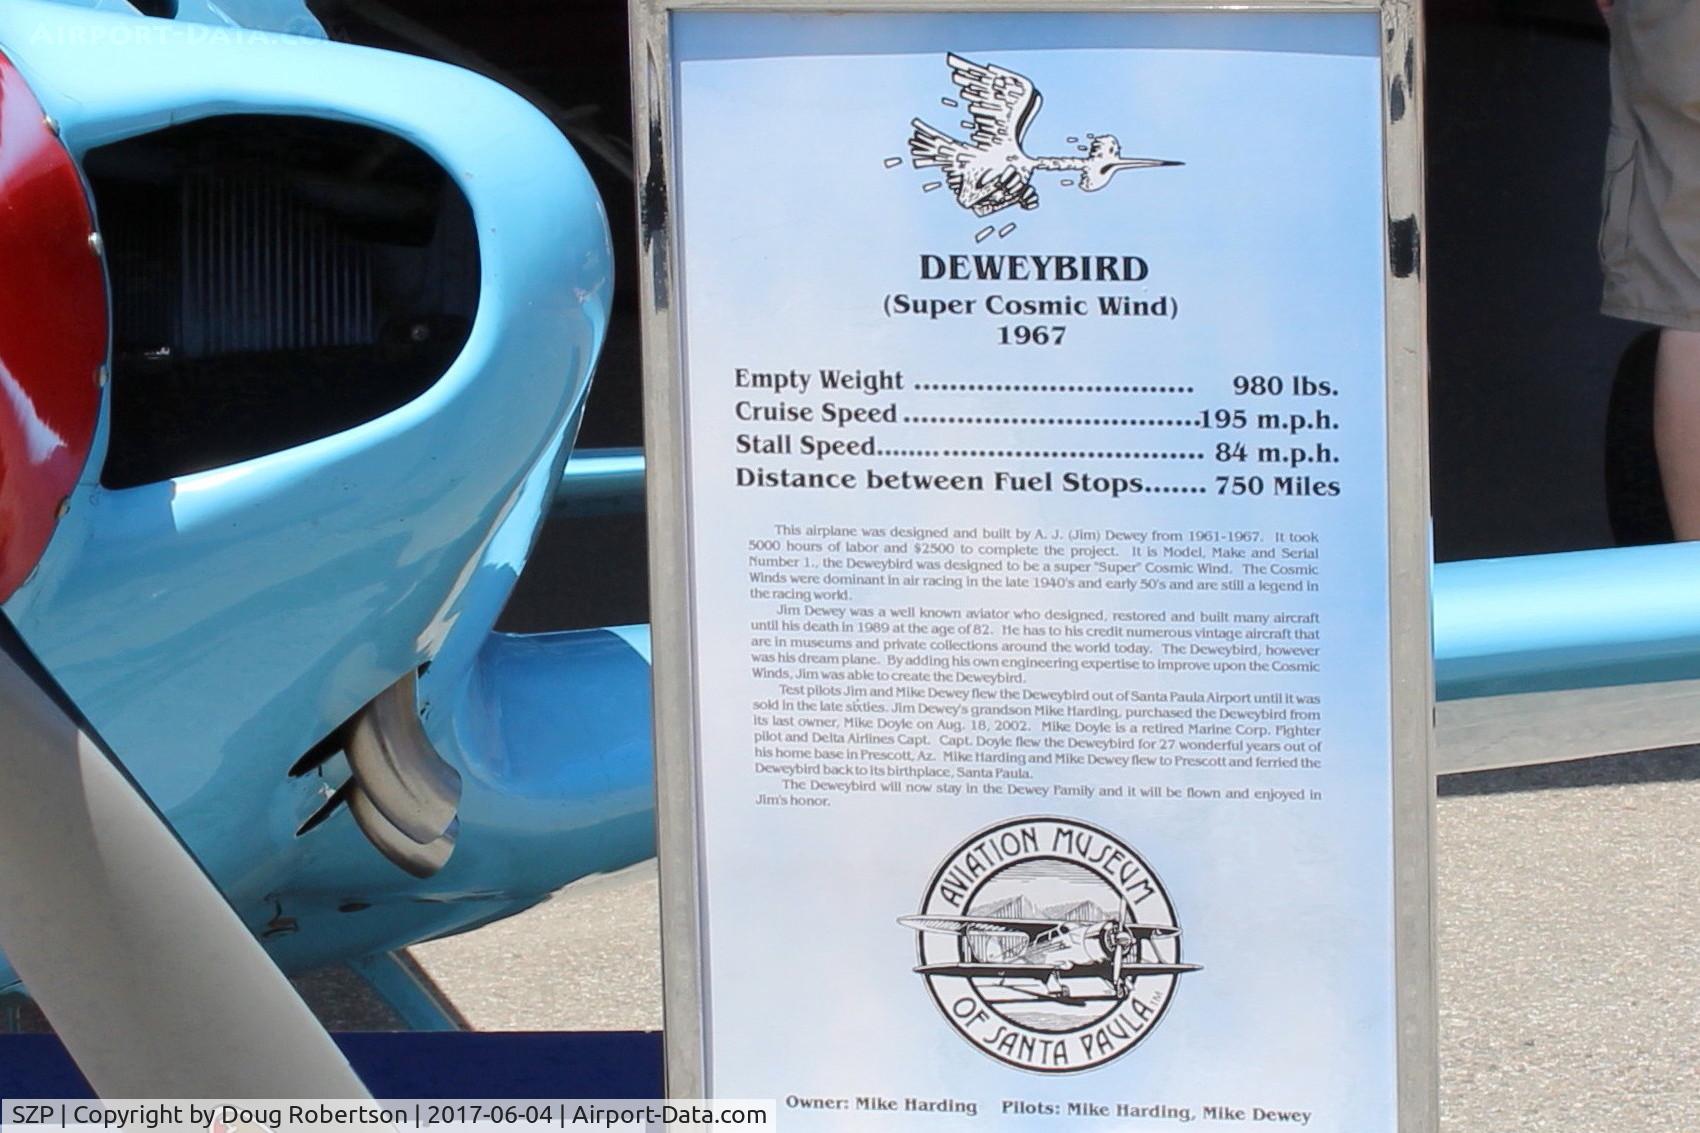 AIRPORT-DATA.COM
DEWEYBIRD
(Super Cosmic Wind)
1967
Empty Weight ............................... 980 lbs.
Cruise Speed .................................195 m.p.h.
Stall Speed..................................... 84 m.p.h.
Distance between Fuel Stops....... 750 Miles
This airplane was designed and built by A. J. (Jim) Dewey from 1961-1967. It took
5000 hours of labor and $2500 to complete the project. It is Model, Make and Serial
Number 1., the Deweybird was designed to be a super "Super" Cosmic Wind. The Cosmic
Winds were dominant in air racing in the late 1940's and early 50's and are still a legend in
the racing world.
Jim Dewey was a well known aviator who designed, restored and built many aircraft
until his death in 1989 at the age of 82. He has to his credit numerous vintage aircraft that
are in museums and private collections around the world today. The Deweybird, however
was his dream plane. By adding his own engineering expertise to improve upon the Cosmic
Winds, Jim was able to create the Deweybird.
Test pilots Jim and Mike Dewey flew the Deweybird out of Santa Paula Airport until it was
sold in the late sixties. Jim Dewey's grandson Mike Harding, purchased the Deweybird from
its last owner, Mike Doyle on Aug. 18, 2002. Mike Doyle is a retired Marine Corp. Fighter
pilot and Delta Airlines Capt. Capt. Doyle flew the Deweybird for 27 wonderful years out of
his home base in Prescott, Az. Mike Harding and Mike Dewey flew to Prescott and ferried the
Deweybird back to its birthplace, Santa Paula.
The Deweybird will now stay in the Dewey Family and it will be flown and enjoyed in
Jim's honor.
AVIATION MUSEUM
OF SANTA PAULA TM
Owner: Mike Harding Pilots: Mike Harding, Mike Dewey
SZP | Copyright by Doug Robertson | 2017-06-04 | Airport-Data.com